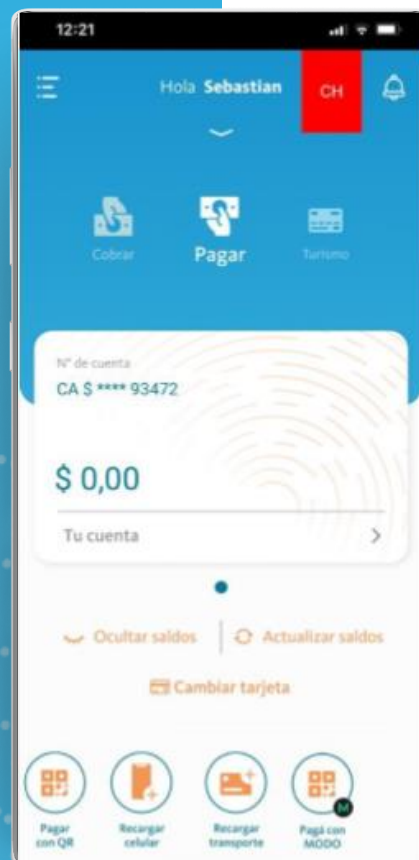 12:21
Hola Sebastian
CH
Cobrar
Pagar
Turismo
N° de cuenta
CA $ **** 93472
$ 0,00
Tu cuenta
Ocultar saldos
Actualizar saldos
Cambiar tarjeta
Pagar
con QR
Recargar
celular
Recargar
transporte
Pagá con
MODO
M